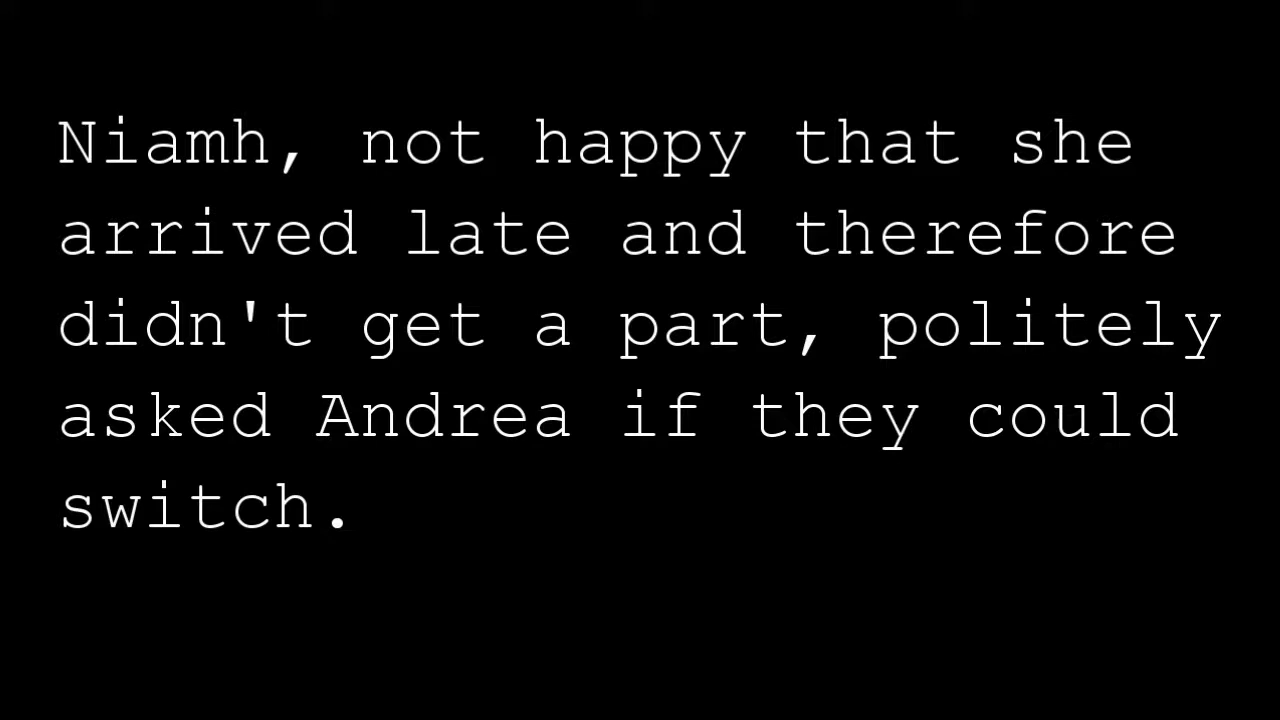 Niamh, not happy that she
arrived late and therefore
didn't get a part, politely
asked Andrea if they could
switch.